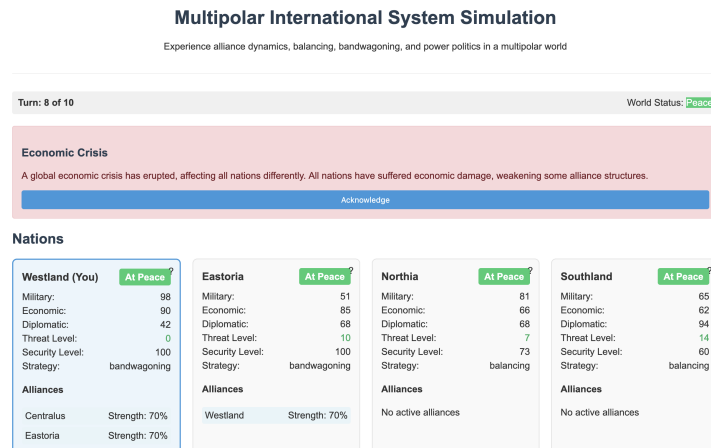 Multipolar International System Simulation
Experience alliance dynamics, balancing, bandwagoning, and power politics in a multipolar world
Turn: 8 of 10 World Status: Peace
Economic Crisis
A global economic crisis has erupted, affecting all nations differently. All nations have suffered economic damage, weakening some alliance structures.
Acknowledge
Nations
Westland (You) At Peace ?
Military: 98
Economic: 90
Diplomatic: 42
Threat Level: 0
Security Level: 100
Strategy: bandwagoning
Alliances
Centralus Strength: 70%
Eastoria Strength: 70%
Eastoria At Peace ?
Military: 51
Economic: 85
Diplomatic: 68
Threat Level: 10
Security Level: 100
Strategy: bandwagoning
Alliances
Westland Strength: 70%
Northia At Peace ?
Military: 81
Economic: 66
Diplomatic: 68
Threat Level: 7
Security Level: 73
Strategy: balancing
Alliances
No active alliances
Southland At Peace ?
Military: 65
Economic: 62
Diplomatic: 94
Threat Level: 14
Security Level: 60
Strategy: balancing
Alliances
No active alliances